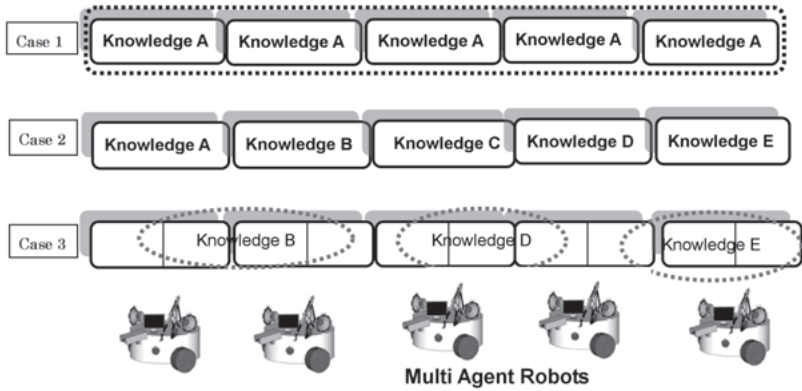 Case 1
Knowledge A Knowledge A Knowledge A Knowledge A Knowledge A
Case 2
Knowledge A Knowledge B Knowledge C Knowledge D Knowledge E
Case 3
Knowledge B Knowledge D Knowledge E
Multi Agent Robots